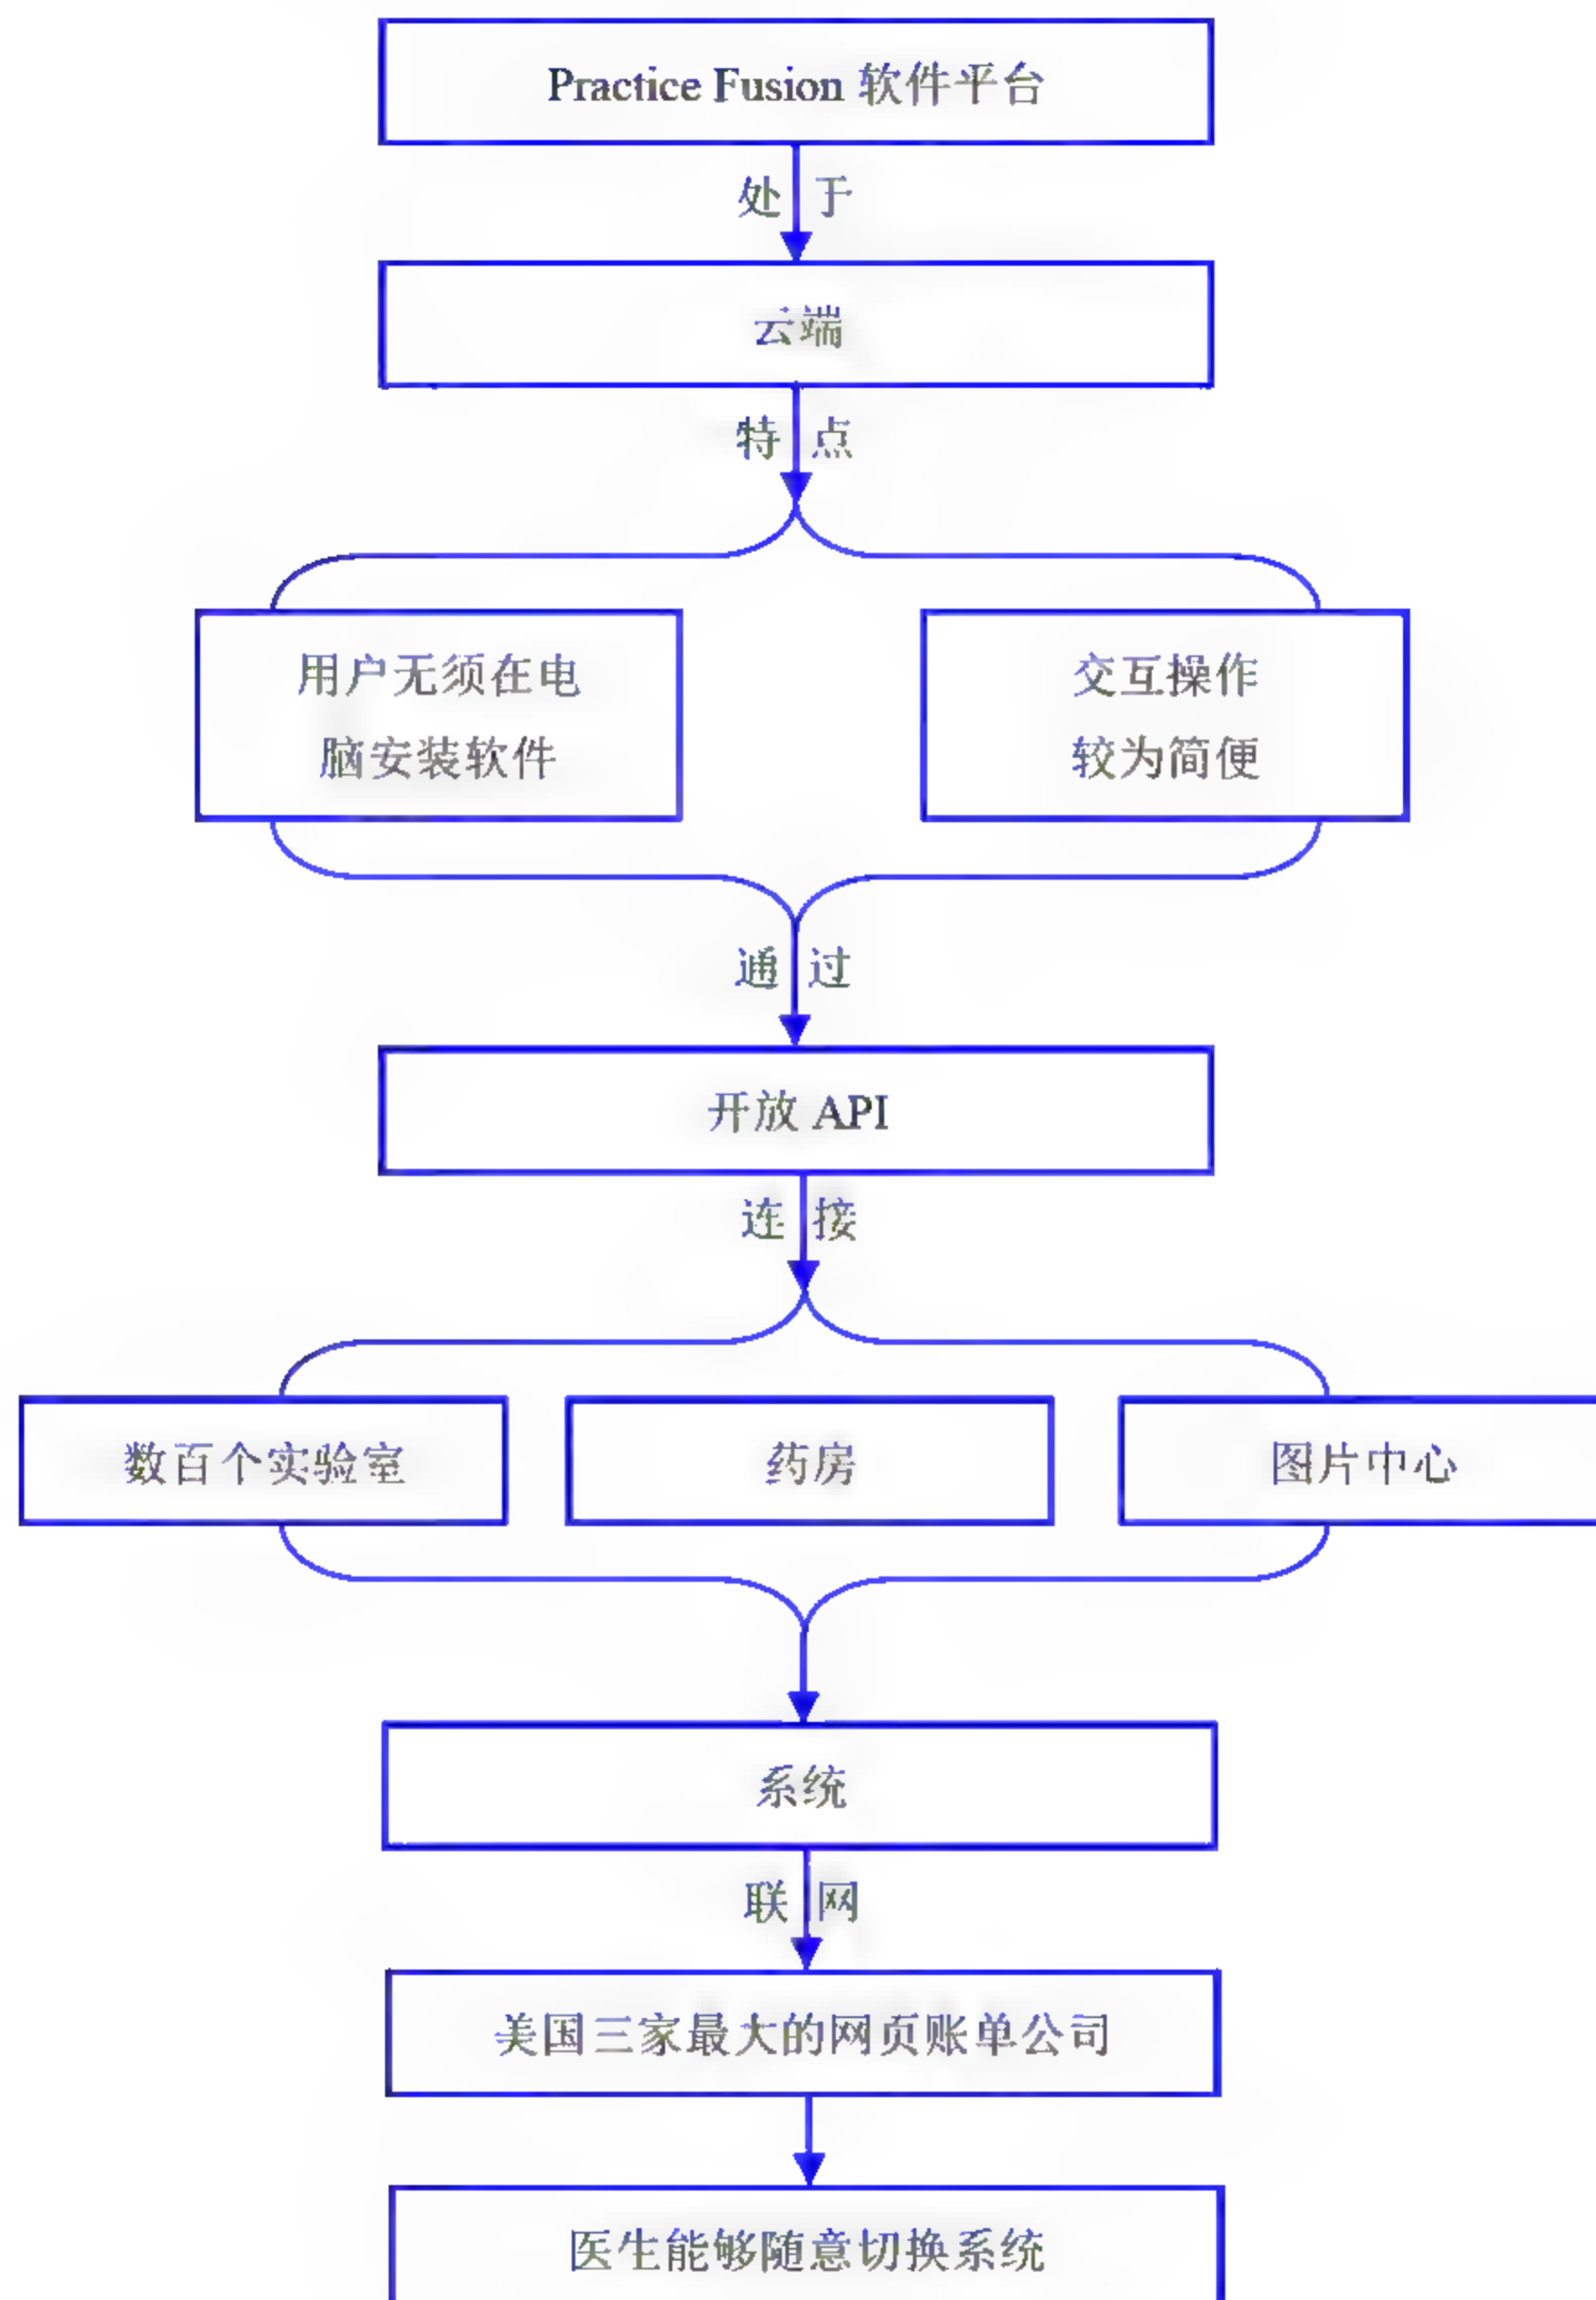 Practice Fusion 软件平台
处 于
云端
特 点
用户无须在电
脑安装软件
交互操作
较为简便
通 过
开放 API
连 接
数百个实验室
药房
图片中心
系统
联 网
美国三家最大的网页账单公司
医生能够随意切换系统